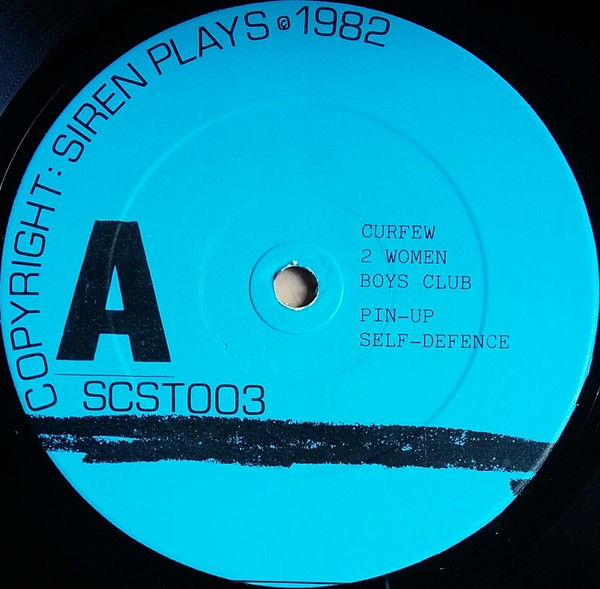 COPYRIGHT: SIREN PLAYS © 1982
A
SCST003
CURFEW
2 WOMEN
BOYS CLUB
PIN-UP
SELF-DEFENCE